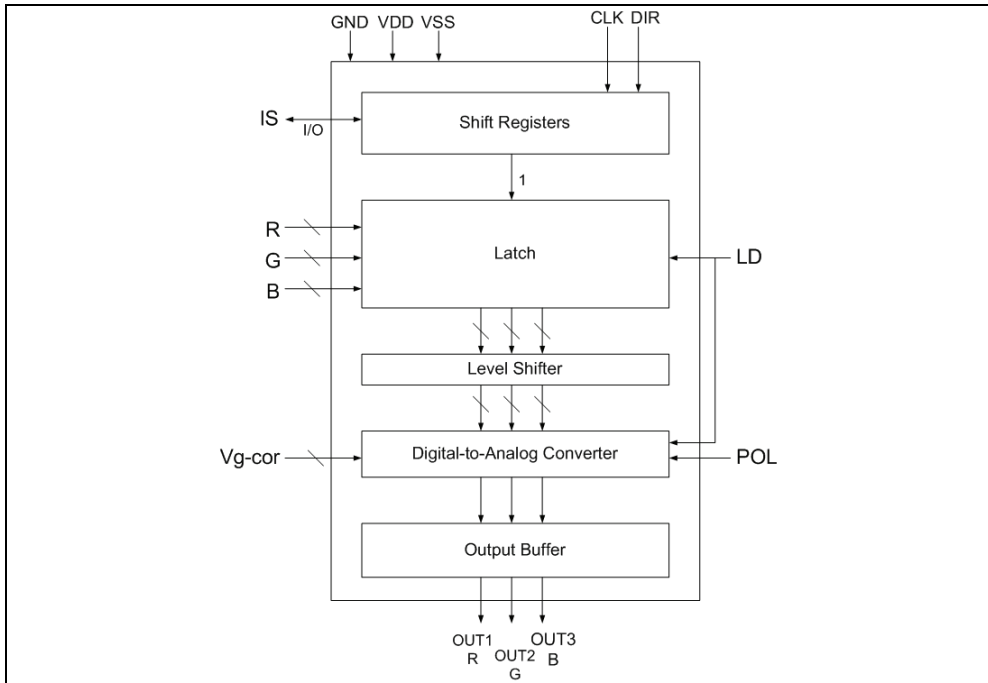 GND VDD VSS CLK DIR
IS
I/O
Shift Registers
1
R
G
B
Latch
LD
Level Shifter
Vg-cor
Digital-to-Analog Converter
POL
Output Buffer
OUT1
R
OUT2
G
OUT3
B